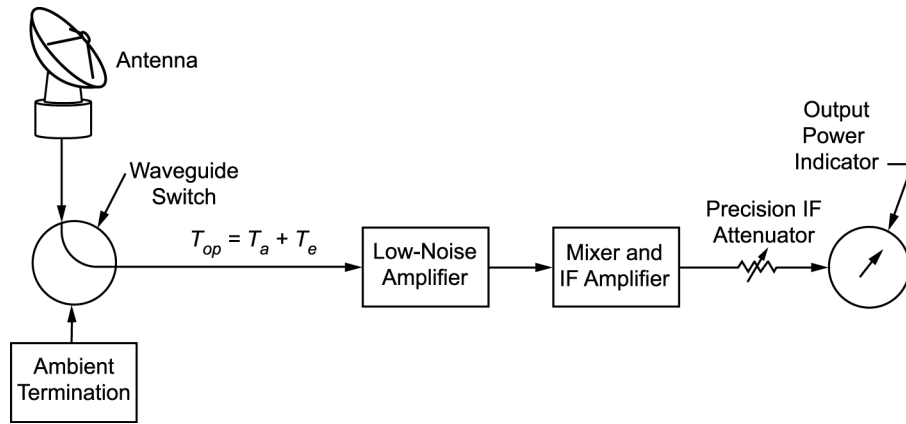 Antenna
Output
Power
Indicator
Waveguide
Switch
Precision IF
Attenuator
T_op = T_a + T_e
Low-Noise
Amplifier
Mixer and
IF Amplifier
Ambient
Termination